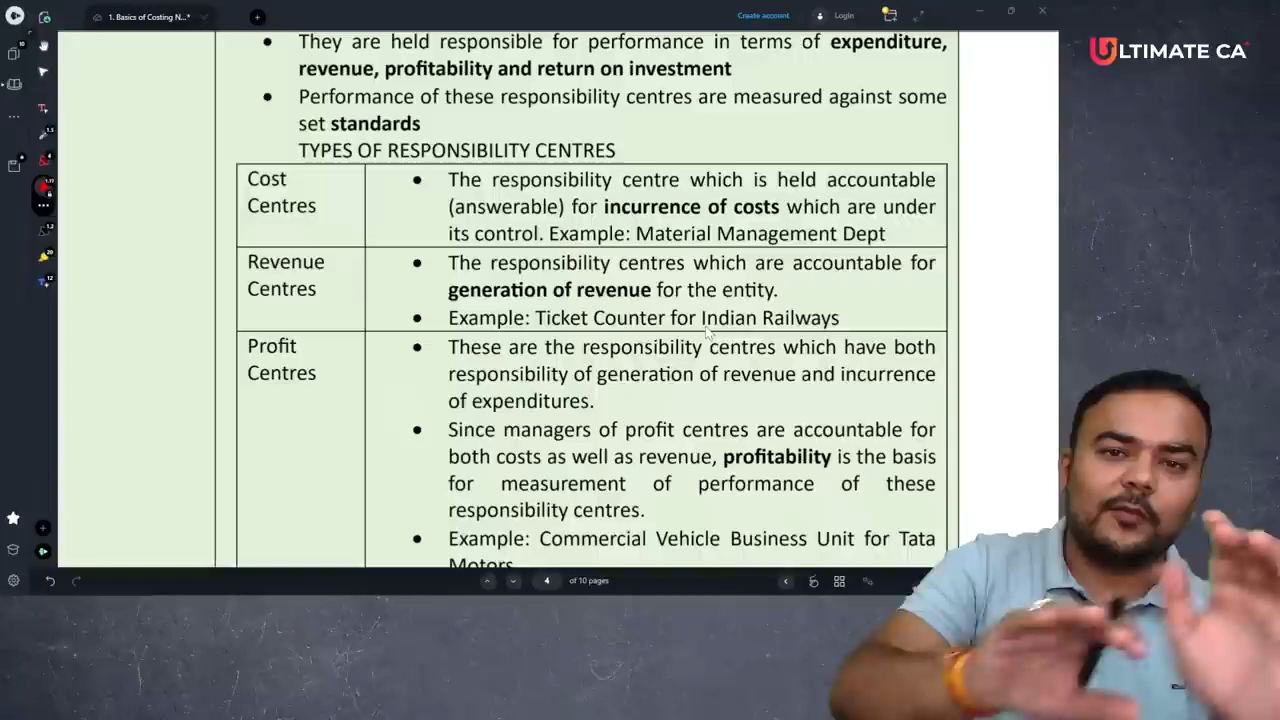 1. Basics of Costing N...*
Create account
Login
ULTIMATE CA
They are held responsible for performance in terms of expenditure,
revenue, profitability and return on investment
Performance of these responsibility centres are measured against some
set standards
TYPES OF RESPONSIBILITY CENTRES
Cost
Centres
The responsibility centre which is held accountable
(answerable) for incurrence of costs which are under
its control. Example: Material Management Dept
Revenue
Centres
The responsibility centres which are accountable for
generation of revenue for the entity.
Example: Ticket Counter for Indian Railways
Profit
Centres
These are the responsibility centres which have both
responsibility of generation of revenue and incurrence
of expenditures.
Since managers of profit centres are accountable for
both costs as well as revenue, profitability is the basis
for measurement of performance of these
responsibility centres.
Example: Commercial Vehicle Business Unit for Tata
Motors
4 of 10 pages